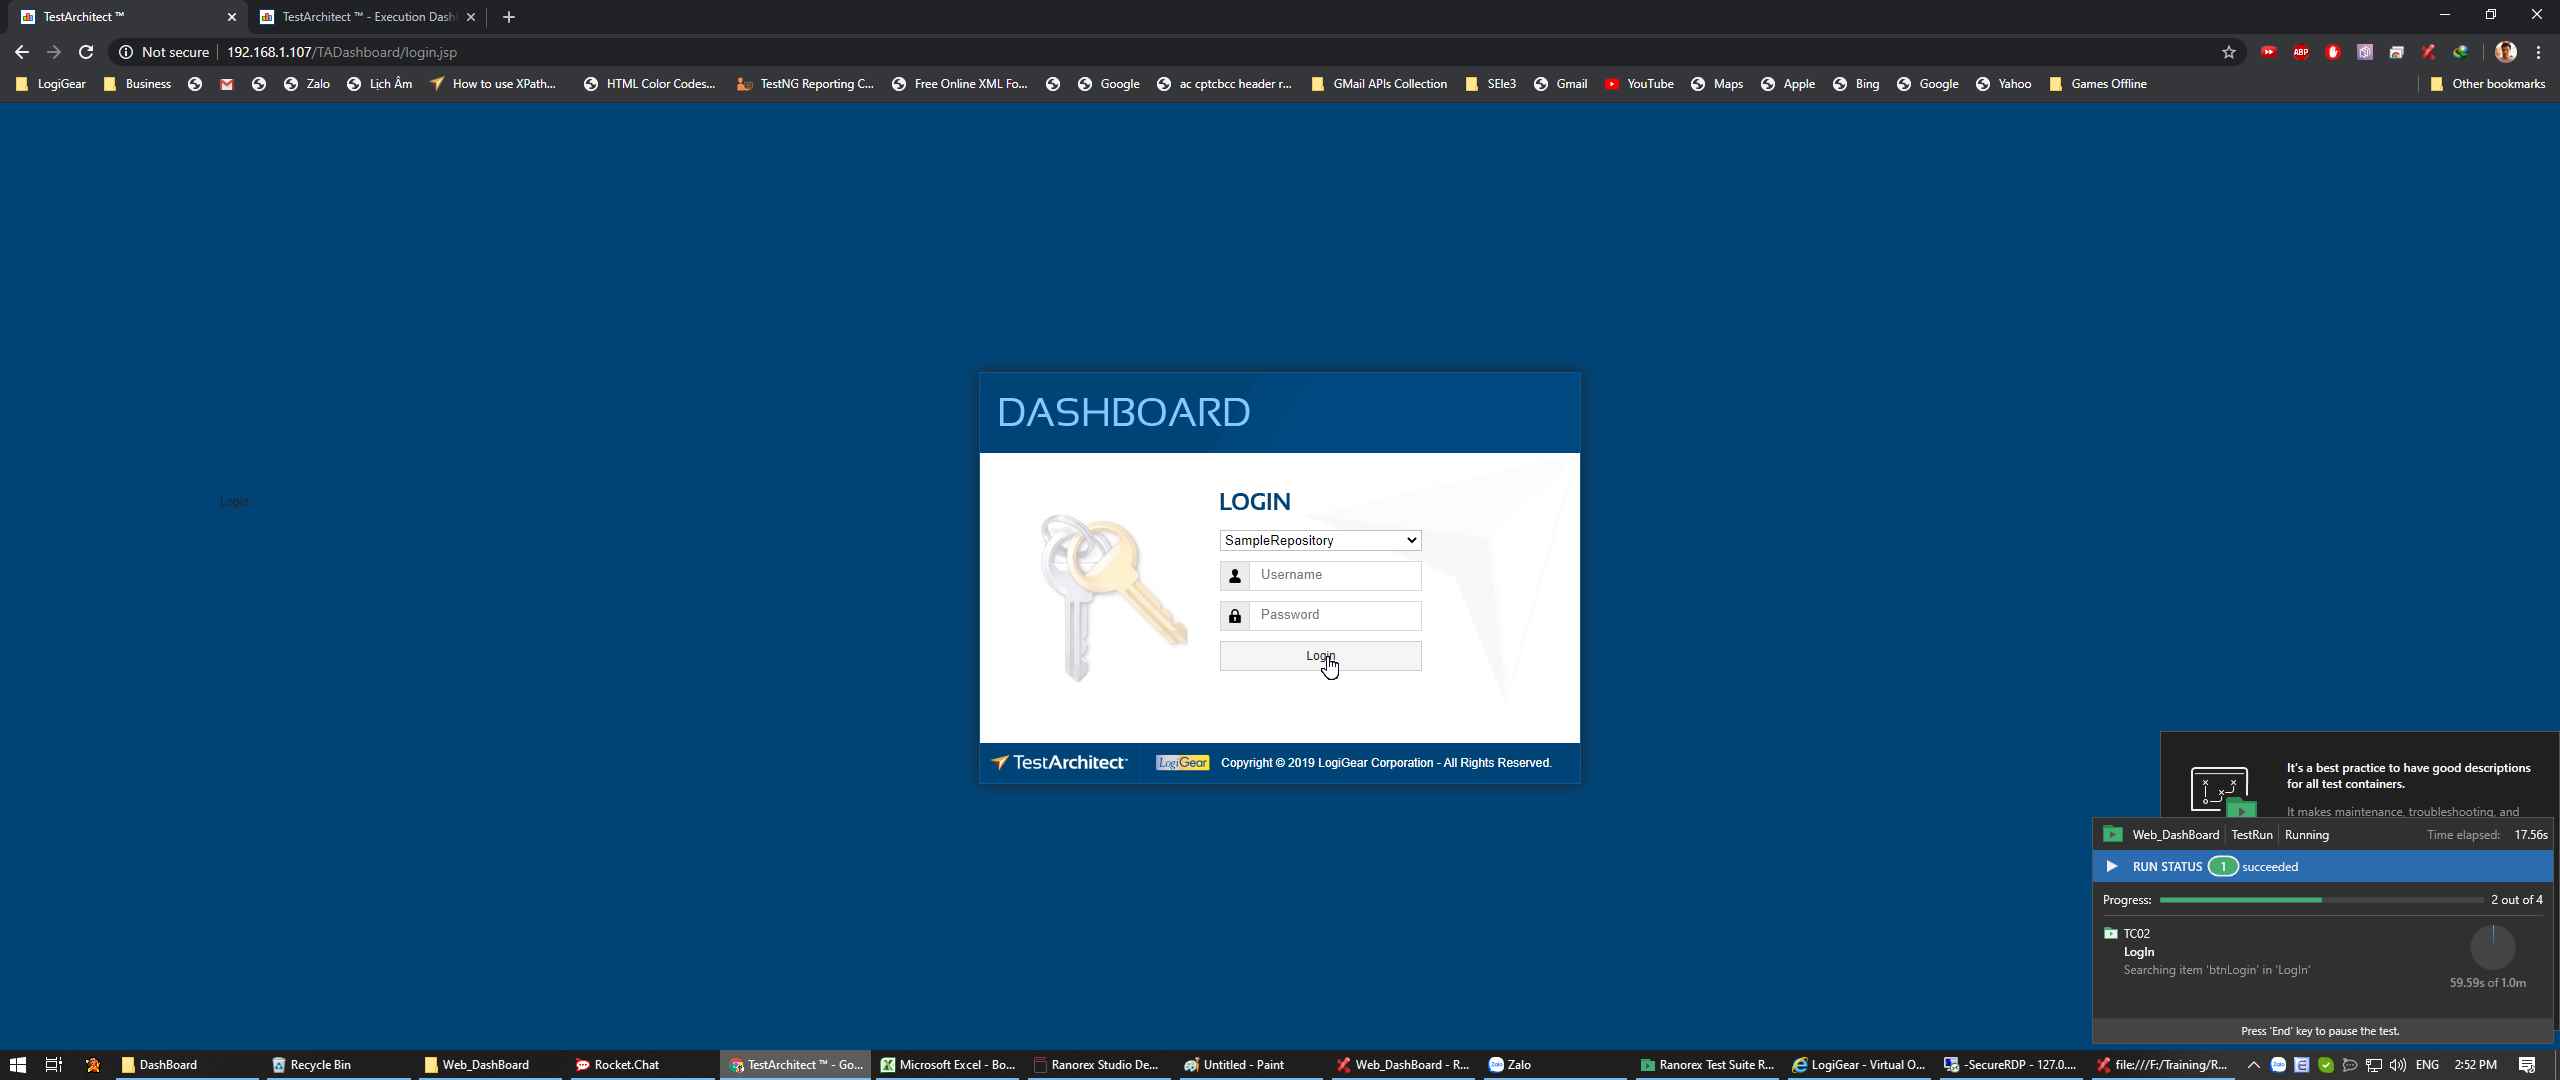 TestArchitect ™
TestArchitect ™ - Execution Dash
Not secure
192.168.1.107/TADashboard/login.jsp
ABP
LogiGear
Business
Zalo
Lịch Âm
How to use XPath...
HTML Color Codes...
TestNG Reporting C...
Free Online XML Fo...
Google
ac cptcbcc header r...
GMail APIs Collection
SEle3
Gmail
YouTube
Maps
Apple
Bing
Google
Yahoo
Games Offline
Other bookmarks
DASHBOARD
LOGIN
Login
SampleRepository
Username
Password
Login
TestArchitect™
LogiGear
Copyright © 2019 LogiGear Corporation - All Rights Reserved.
It's a best practice to have good descriptions
for all test containers.
It makes maintenance, troubleshooting, and
Web_DashBoard
TestRun
Running
Time elapsed: 17.56s
RUN STATUS 1 succeeded
Progress:
2 out of 4
TC02
LogIn
Searching item 'btnLogin' in 'LogIn'
59.59s of 1.0m
Press 'End' key to pause the test.
DashBoard
Recycle Bin
Web_DashBoard
Rocket.Chat
TestArchitect ™ - Go...
Microsoft Excel - Bo...
Ranorex Studio De...
Untitled - Paint
Web_DashBoard - R...
Zalo
Ranorex Test Suite R...
LogiGear - Virtual O...
-SecureRDP - 127.0....
file:///F:/Training/R...
ENG
2:52 PM